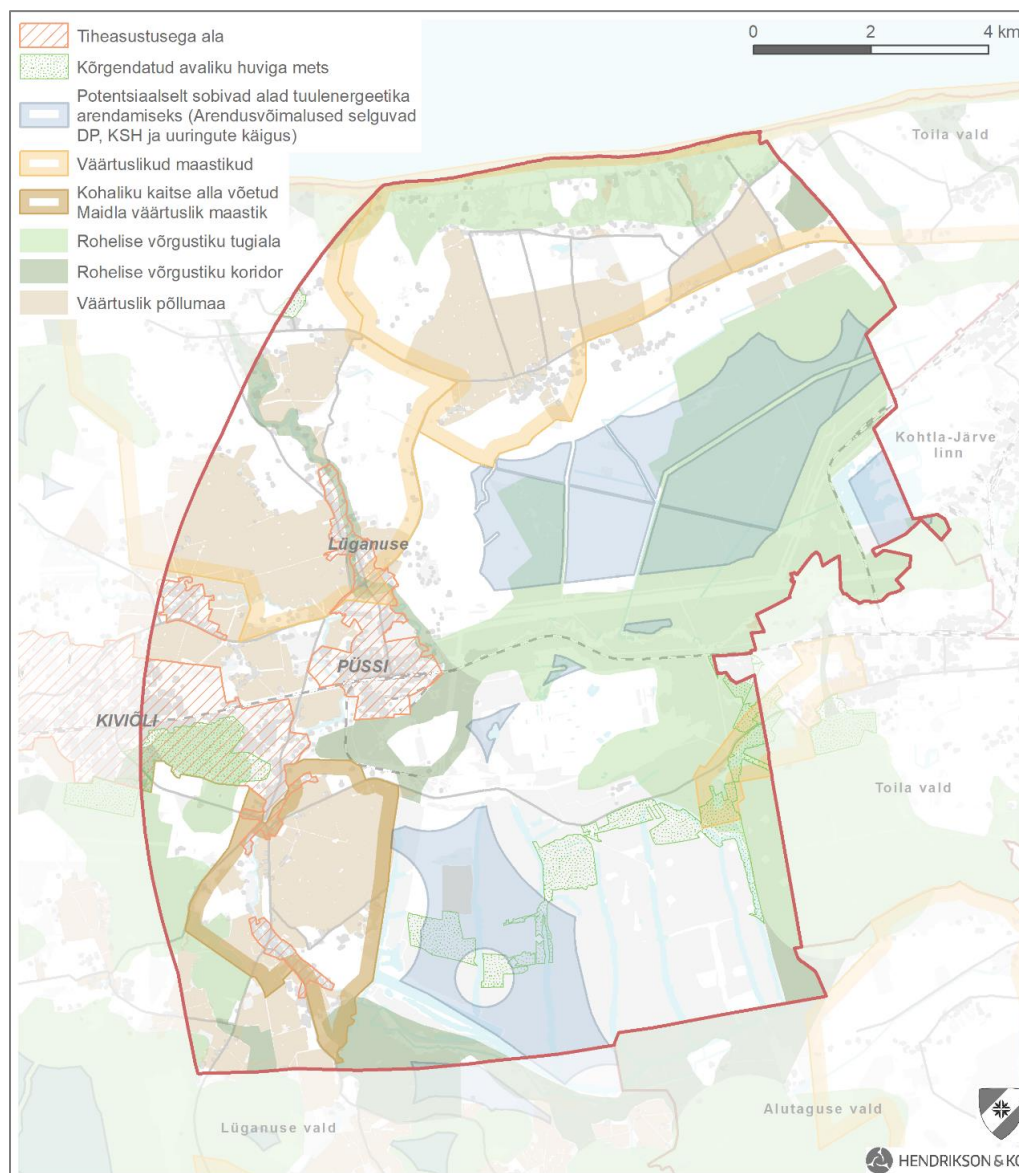 Tiheasustusega ala
Kõrgendatud avaliku huviga mets
Potentsiaalselt sobivad alad tuulenergeetika
arendamiseks (Arendusvõimalused selguvad
DP, KSH ja uuringute käigus)
Väärtuslikud maastikud
Kohaliku kaitse alla võetud
Maidla väärtuslik maastik
Rohelise võrgustiku tugiala
Rohelise võrgustiku koridor
Väärtuslik põllumaa
0 2 4 km
Toila vald
Kohtla-Järve
linn
Lüganuse
PÜSSI
KIVIÕLI
Toila vald
Alutaguse vald
Lüganuse vald
HENDRIKSON & KO